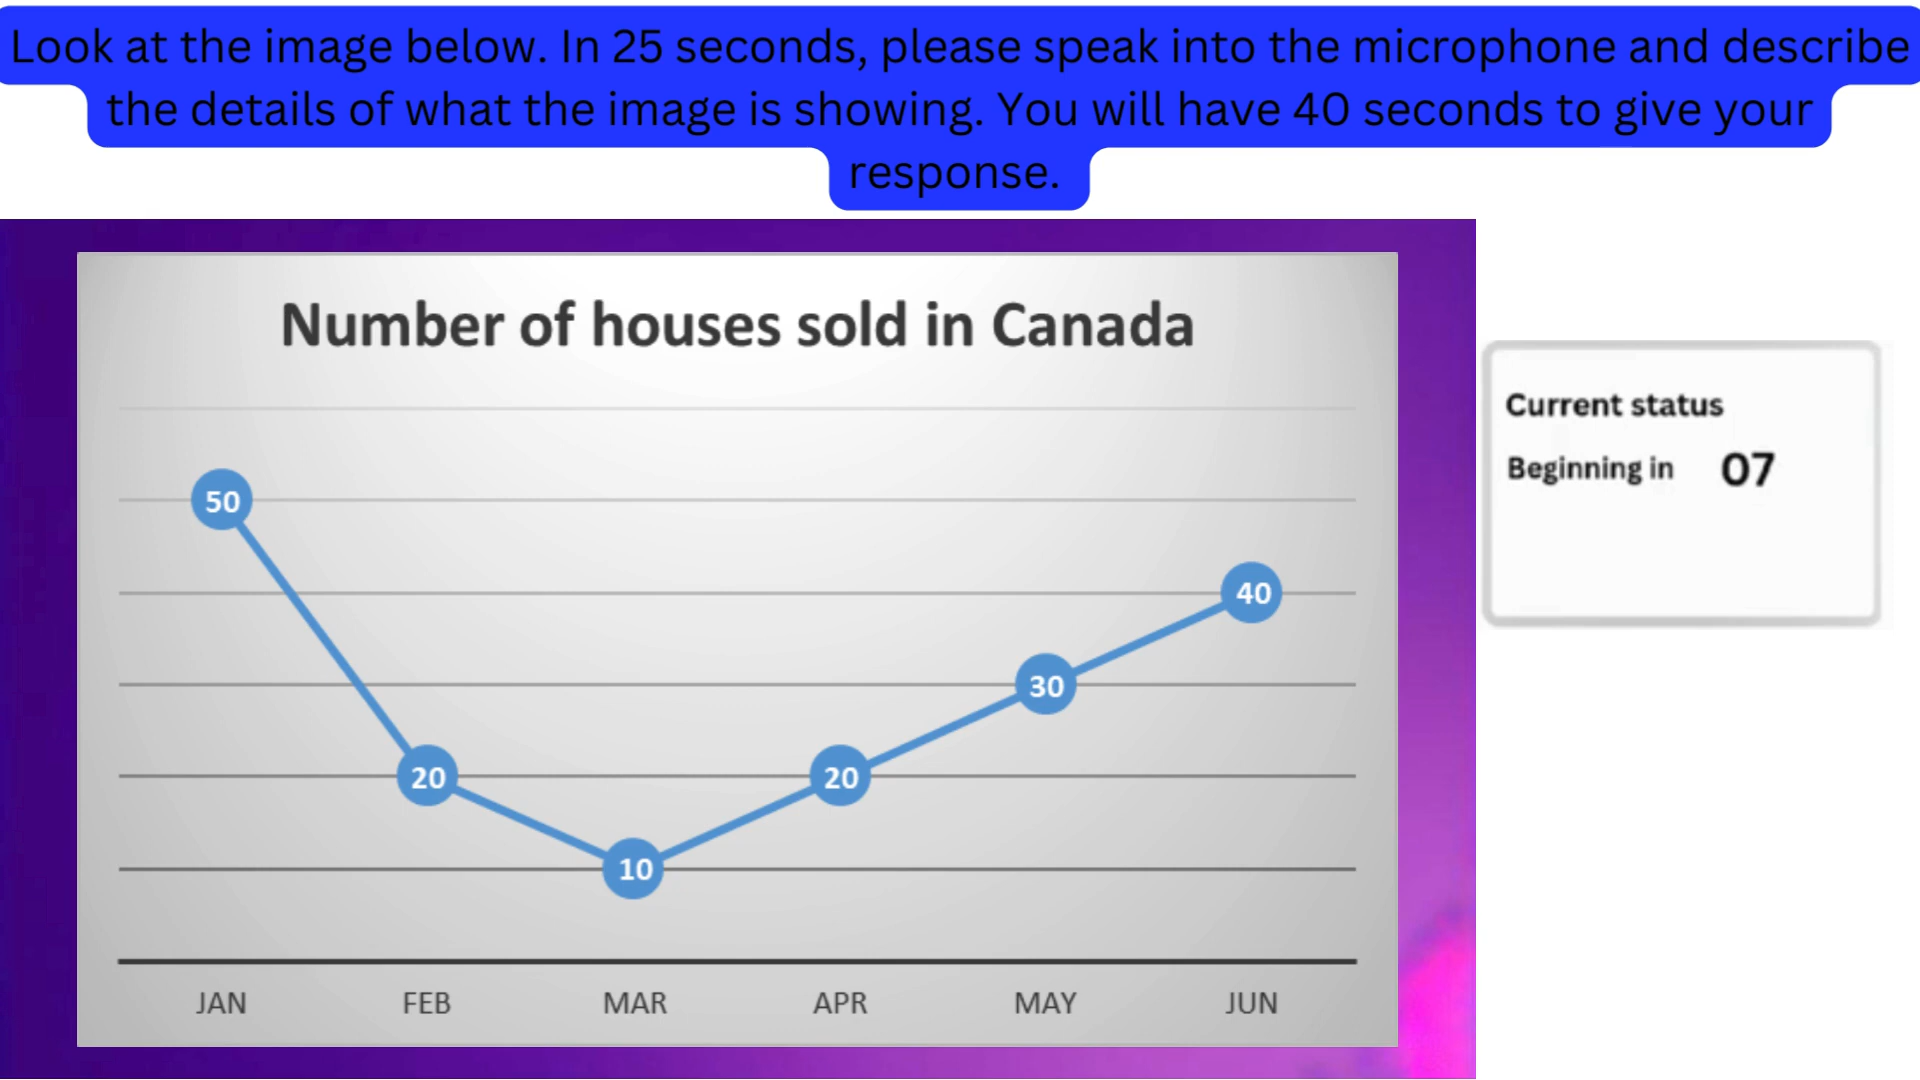 Look at the image below. In 25 seconds, please speak into the microphone and describe
the details of what the image is showing. You will have 40 seconds to give your
response.
Number of houses sold in Canada
50
20
10
20
30
40
JAN FEB MAR APR MAY JUN
Current status
Beginning in 07